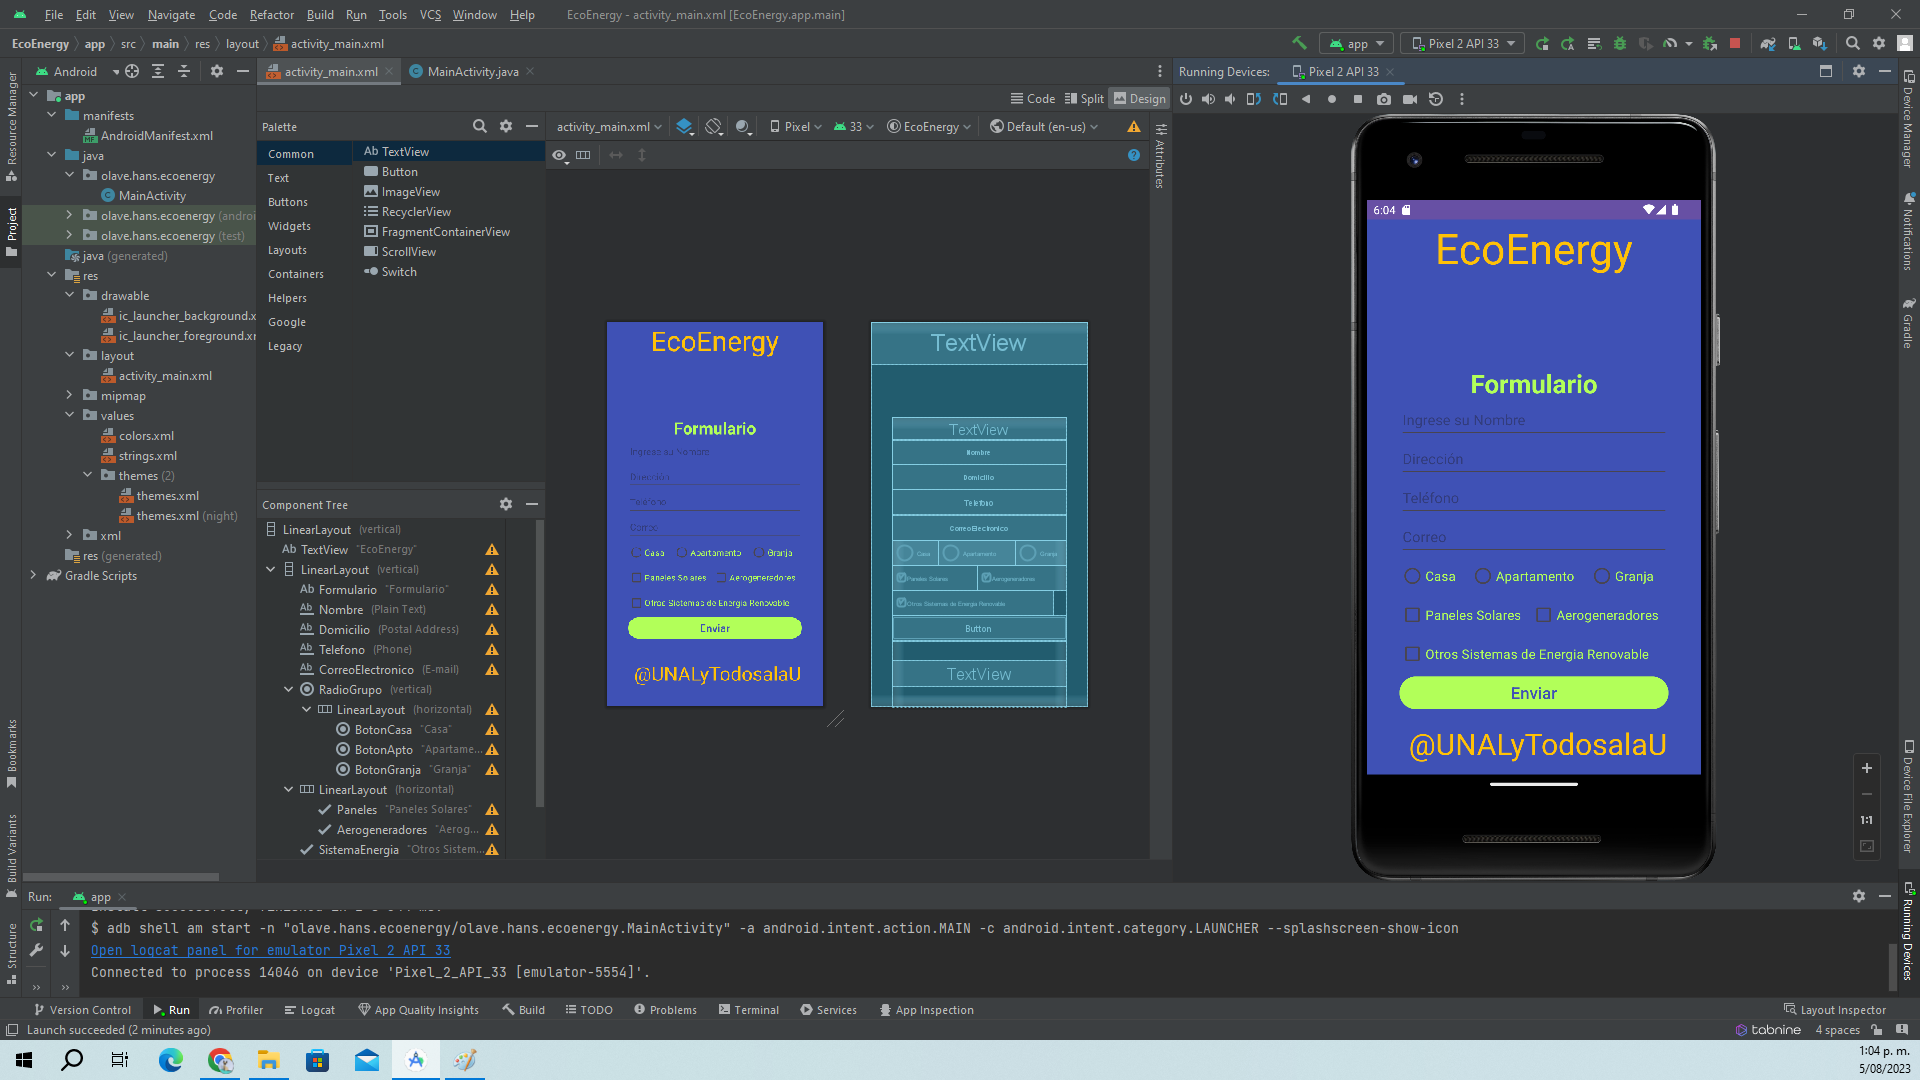 File Edit View Navigate Code Refactor Build Run Tools VCS Window Help EcoEnergy - activity_main.xml [EcoEnergy.app.main]
EcoEnergy app src main res layout activity_main.xml
app Pixel 2 API 33
Android
activity_main.xml MainActivity.java
Running Devices: Pixel 2 API 33
Code Split Design
Resource Manager
Project
Bookmarks
Build Variants
Structure
app
manifests
AndroidManifest.xml
java
olave.hans.ecoenergy
MainActivity
olave.hans.ecoenergy (androi
olave.hans.ecoenergy (test)
java (generated)
res
drawable
ic_launcher_background.x
ic_launcher_foreground.xr
layout
activity_main.xml
mipmap
values
colors.xml
strings.xml
themes (2)
themes.xml
themes.xml (night)
xml
res (generated)
Gradle Scripts
Palette
Common
Text
Buttons
Widgets
Layouts
Containers
Helpers
Google
Legacy
Ab TextView
Button
ImageView
RecyclerView
FragmentContainerView
ScrollView
Switch
activity_main.xml Pixel 33 EcoEnergy Default (en-us)
Attributes
Component Tree
LinearLayout (vertical)
Ab TextView "EcoEnergy"
LinearLayout (vertical)
Ab Formulario "Formulario"
Ab Nombre (Plain Text)
Ab Domicilio (Postal Address)
Ab Telefono (Phone)
Ab CorreoElectronico (E-mail)
RadioGrupo (vertical)
LinearLayout (horizontal)
BotonCasa "Casa"
BotonApto "Apartame...
BotonGranja "Granja"
LinearLayout (horizontal)
Paneles "Paneles Solares"
Aerogeneradores "Aerog...
SistemaEnergia "Otros Sistem...
EcoEnergy
Formulario
Ingrese su Nombre
Dirección
Teléfono
Correo
Casa Apartamento Granja
Paneles Solares Aerogeneradores
Otros Sistemas de Energia Renovable
Enviar
@UNALyTodosalaU
TextView
TextView
Nombre
Domicilio
Telefono
CorreoElectronico
Casa Apartamento Granja
Paneles Solares Aerogeneradores
Otros Sistemas de Energia Renovable
Button
TextView
6:04
EcoEnergy
Formulario
Ingrese su Nombre
Dirección
Teléfono
Correo
Casa Apartamento Granja
Paneles Solares Aerogeneradores
Otros Sistemas de Energia Renovable
Enviar
@UNALyTodosalaU
1:1
Device Manager
Notifications
Gradle
Device File Explorer
Running Devices
Run: app
$ adb shell am start -n "olave.hans.ecoenergy/olave.hans.ecoenergy.MainActivity" -a android.intent.action.MAIN -c android.intent.category.LAUNCHER --splashscreen-show-icon
Open logcat panel for emulator Pixel 2 API 33
Connected to process 14046 on device 'Pixel_2_API_33 [emulator-5554]'.
Version Control Run Profiler Logcat App Quality Insights Build TODO Problems Terminal Services App Inspection Layout Inspector
Launch succeeded (2 minutes ago) tabnine 4 spaces
1:04 p. m.
5/08/2023